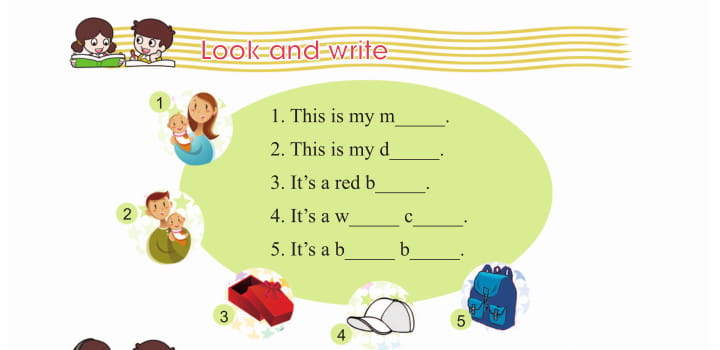 Look and write
1
1. This is my m_____.
2. This is my d_____.
3. It's a red b_____.
2
4. It's a w_____ c_____.
5. It's a b_____ b_____.
3
4
5